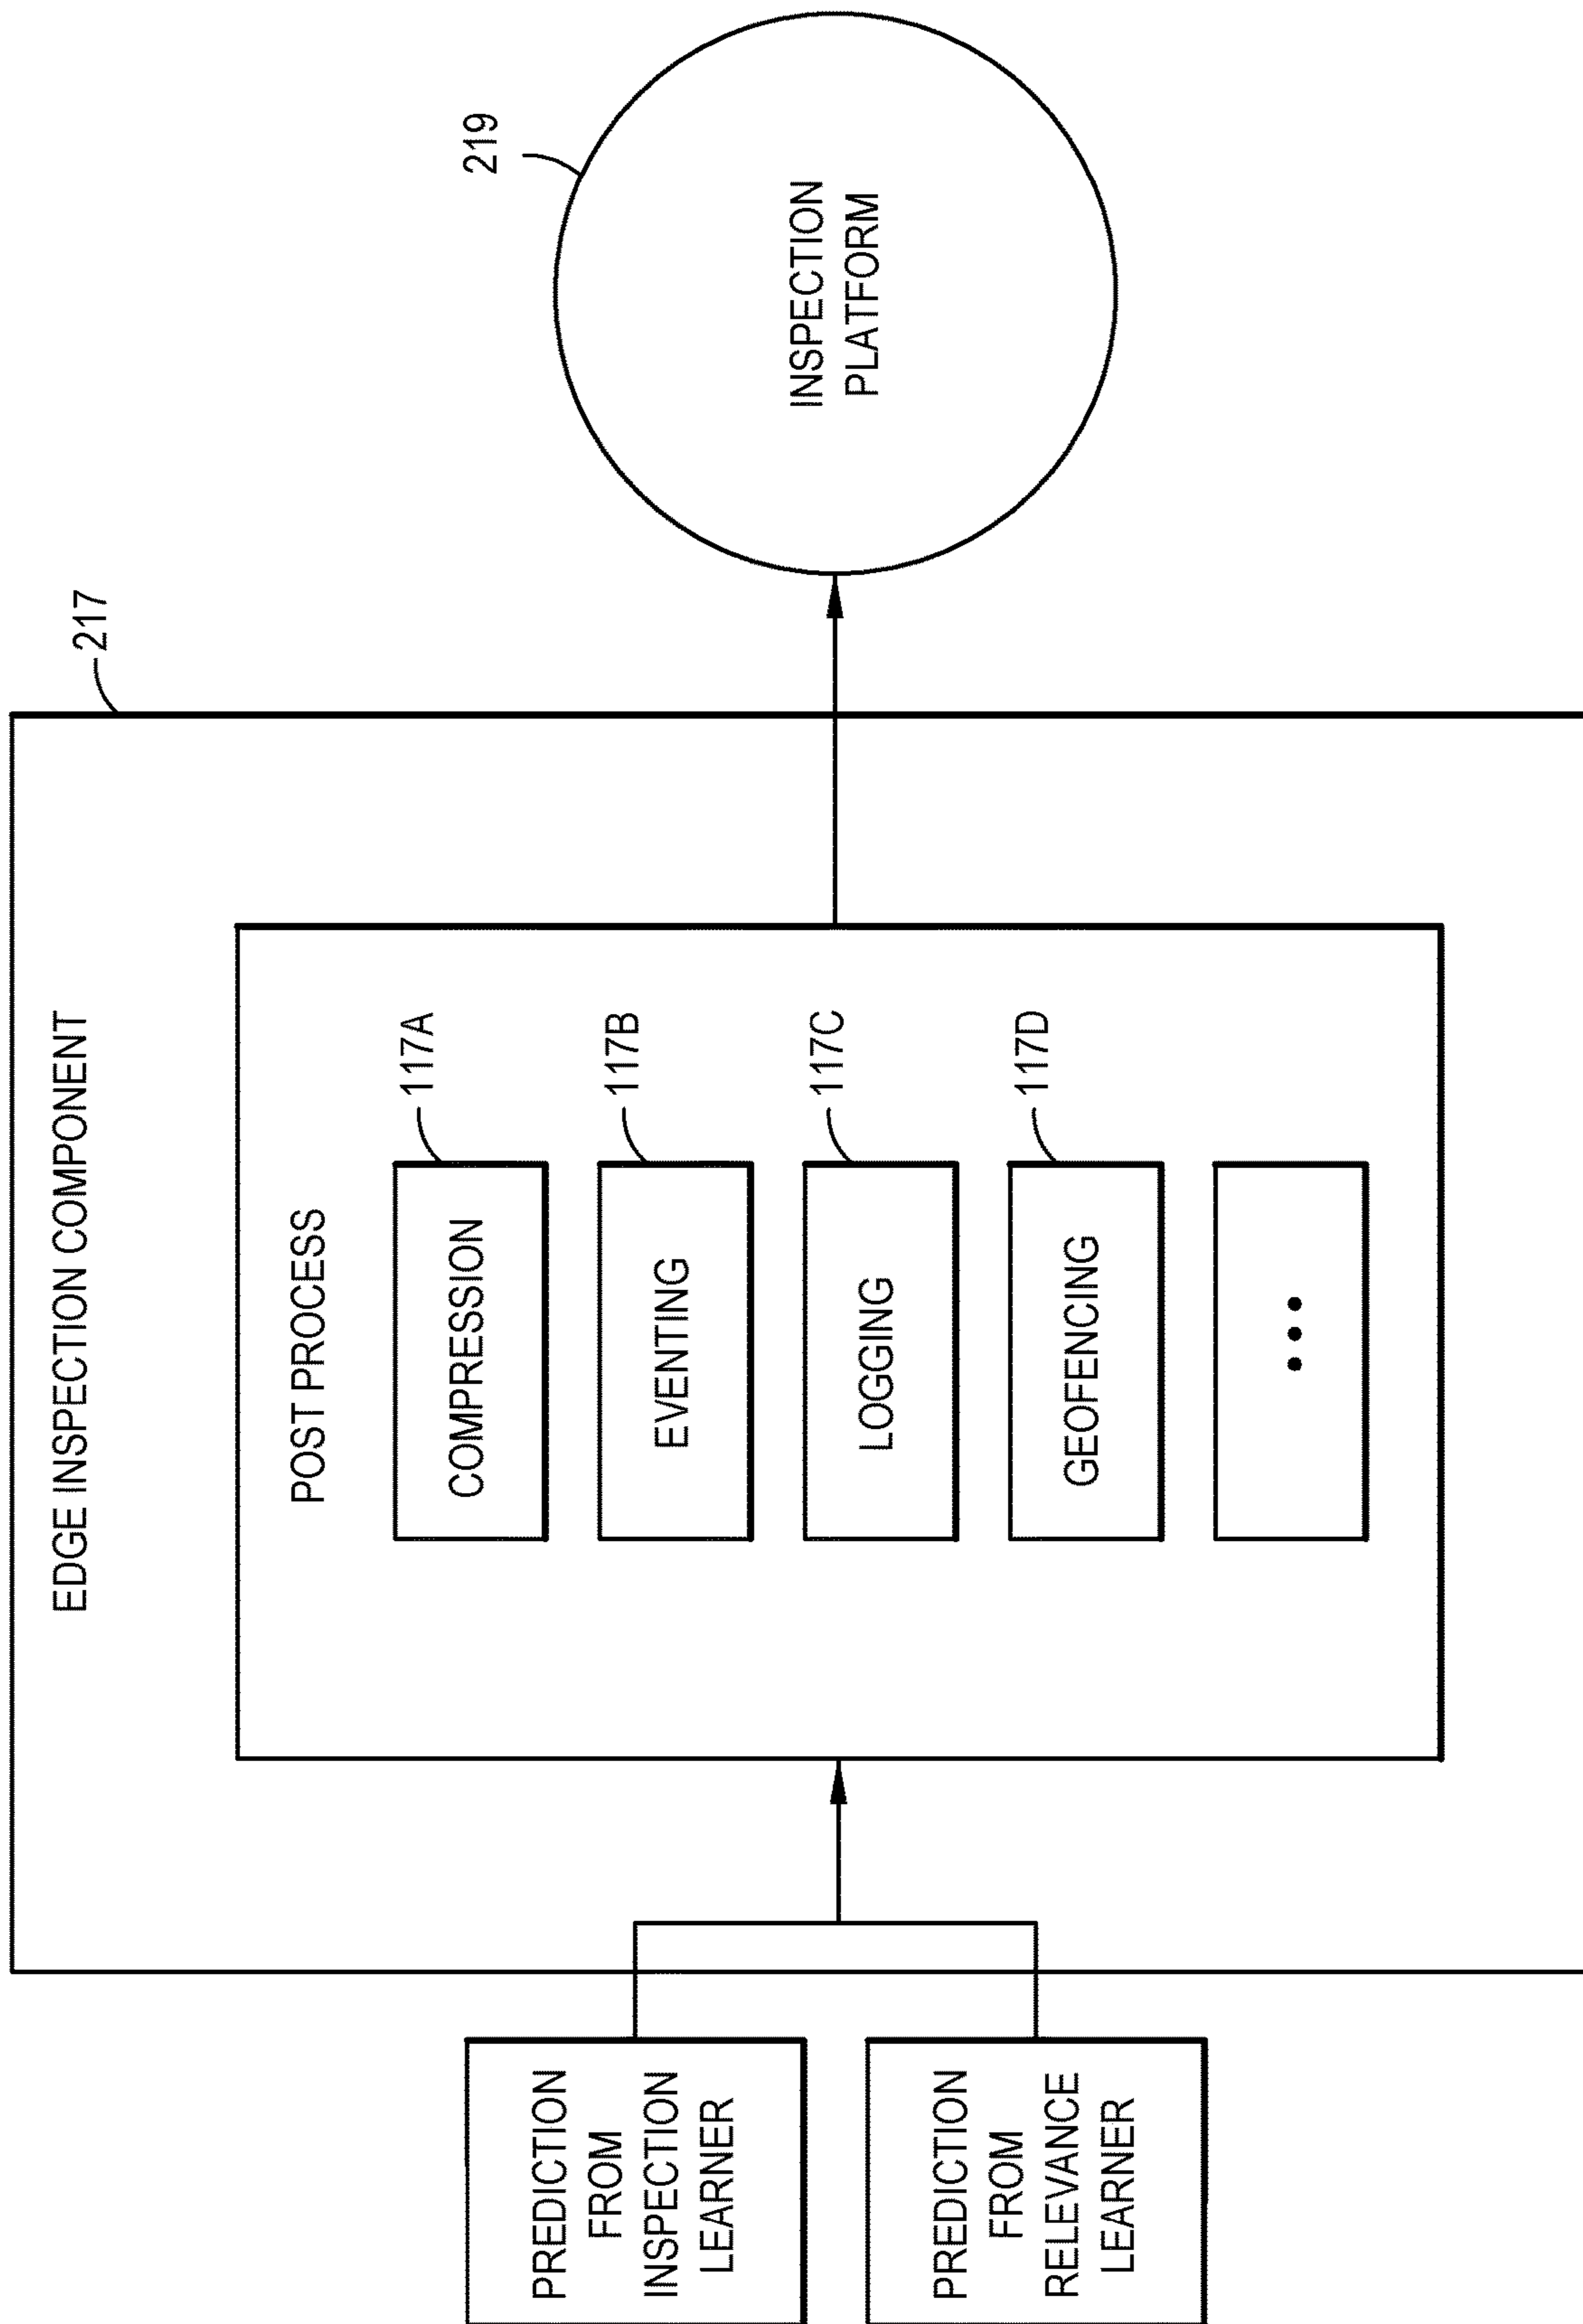 EDGE INSPECTION COMPONENT
217
PREDICTION
FROM
INSPECTION
LEARNER
PREDICTION
FROM
RELEVANCE
LEARNER
POST PROCESS
COMPRESSION
117A
EVENTING
117B
LOGGING
117C
GEOFENCING
117D
•••
219
INSPECTION
PLATFORM